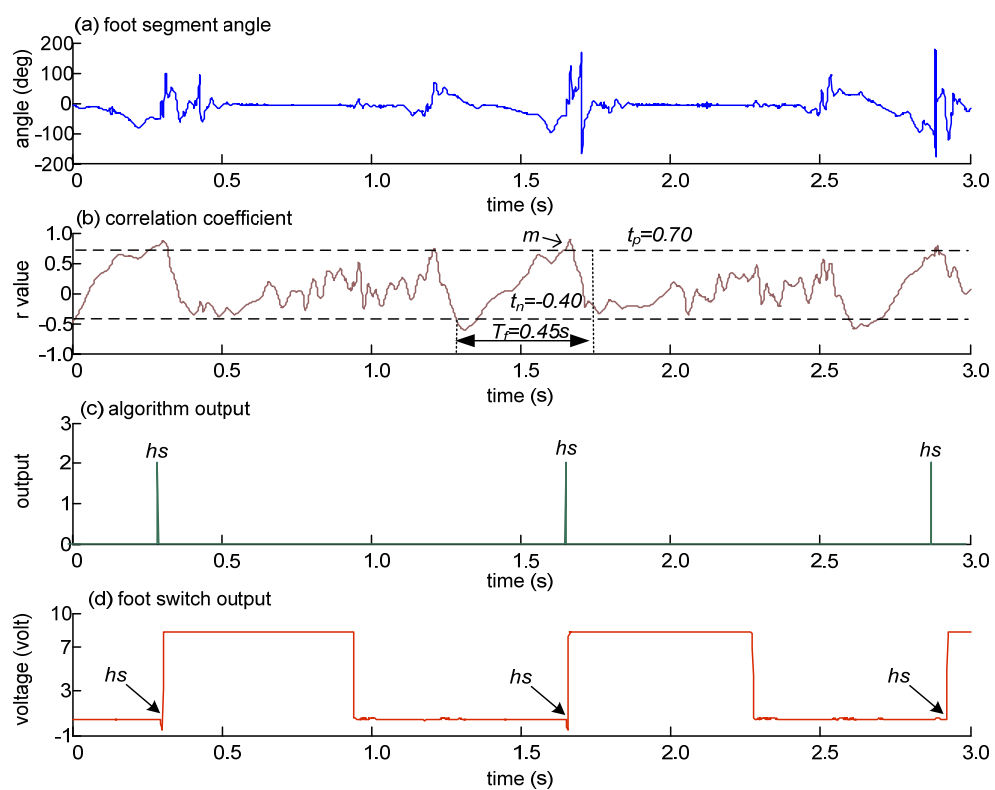 (a) foot segment angle
angle (deg)
200
100
0
-100
-200
0 0.5 1.0 1.5 2.0 2.5 3.0
time (s)
(b) correlation coefficient
r value
1.0
0.5
0
-0.5
-1.0
m
tp=0.70
tn=-0.40
Tf=0.45s
0 0.5 1.0 1.5 2.0 2.5 3.0
time (s)
(c) algorithm output
output
3
2
1
0
hs hs hs
0 0.5 1.0 1.5 2.0 2.5 3.0
time (s)
(d) foot switch output
voltage (volt)
10
7
3
-1
hs hs hs
0 0.5 1.0 1.5 2.0 2.5 3.0
time (s)